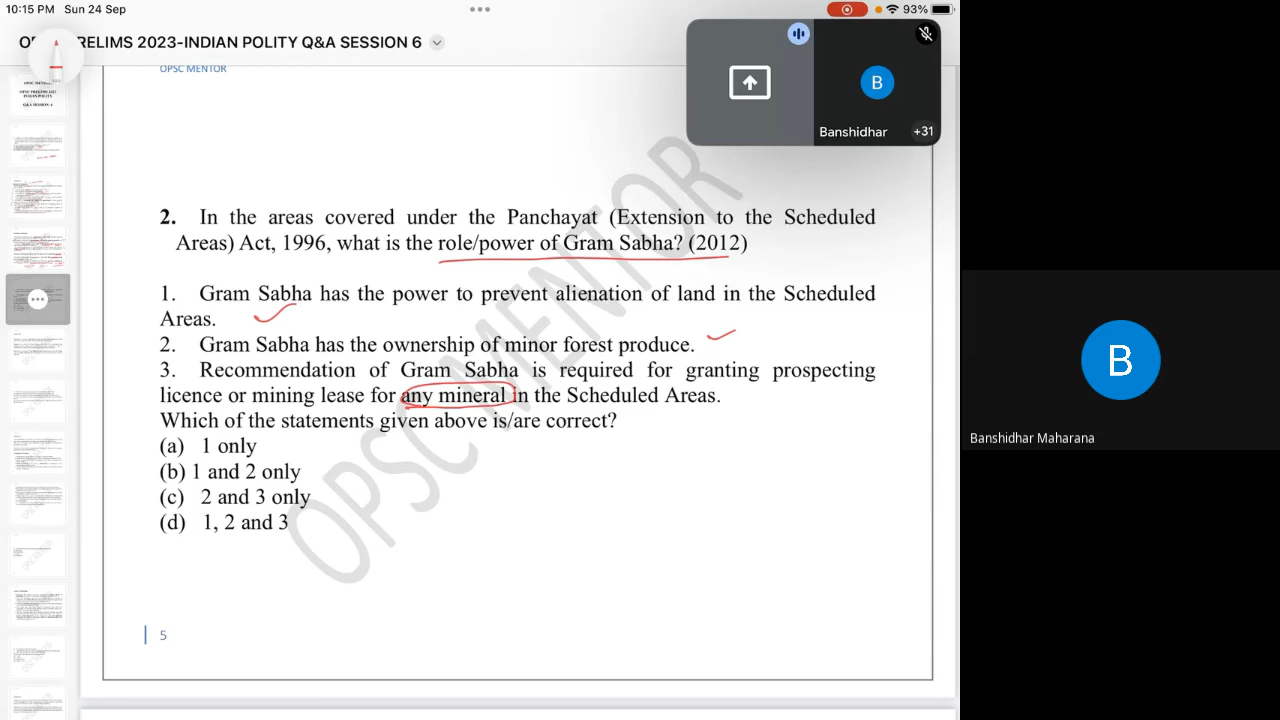 10:15 PM Sun 24 Sep
93%
RELIMS 2023-INDIAN POLITY Q&A SESSION 6
OPSC MENTOR
B
Banshidhar
+31
2. In the areas covered under the Panchayat (Extension to the Scheduled
Areas) Act, 1996, what is the role/power of Gram Sabha? (2012)
1. Gram Sabha has the power to prevent alienation of land in the Scheduled
Areas.
2. Gram Sabha has the ownership of minor forest produce.
3. Recommendation of Gram Sabha is required for granting prospecting
license or mining lease for any mineral in the Scheduled Areas.
Which of the statements given above is/are correct?
(a) 1 only
(b) 1 and 2 only
(c) 2 and 3 only
(d) 1, 2 and 3
5
OPSC MENTOR
B
Banshidhar Maharana